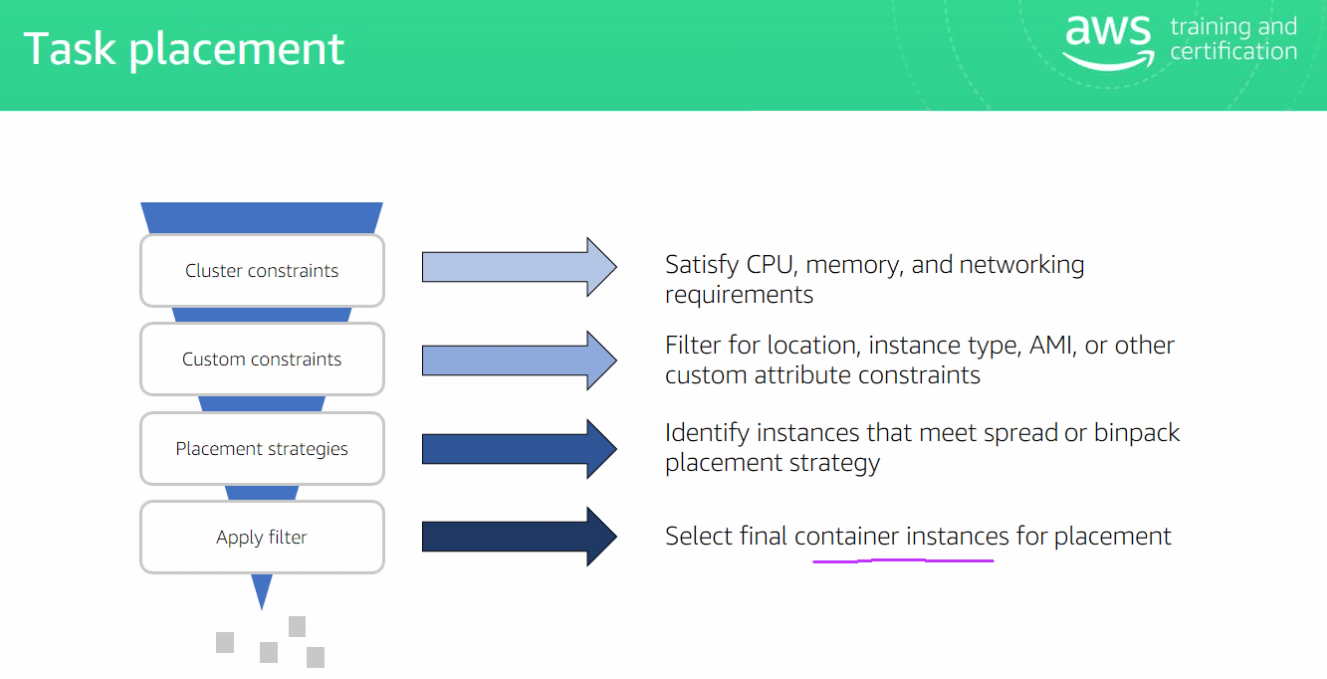 Task placement
aws
training and
certification
Cluster constraints
Satisfy CPU, memory, and networking
requirements
Custom constraints
Filter for location, instance type, AMI, or other
custom attribute constraints
Placement strategies
Identify instances that meet spread or binpack
placement strategy
Apply filter
Select final container instances for placement